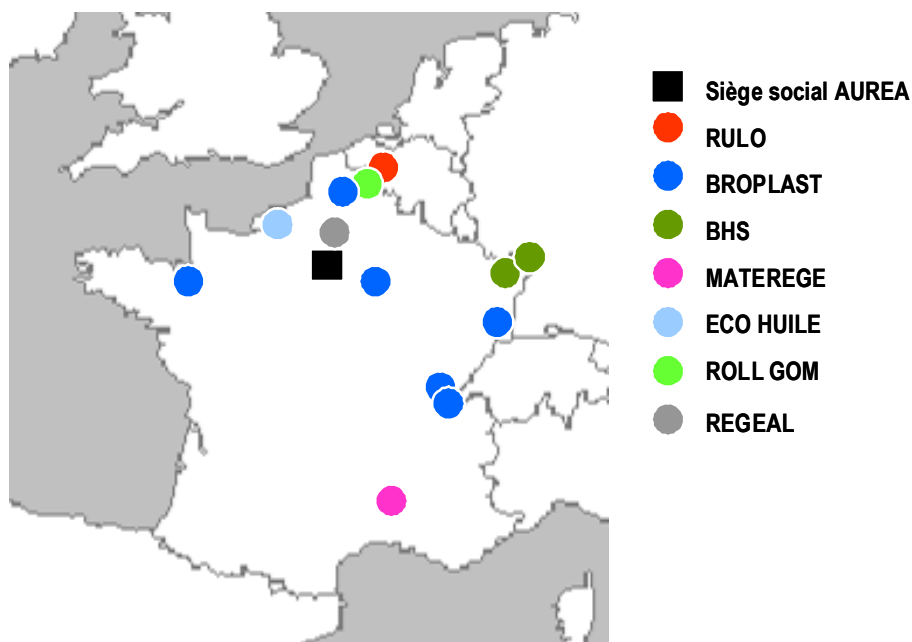 Siège social AUREA
RULO
BROPLAST
BHS
MATEREGE
ECO HUILE
ROLL GOM
REGEAL